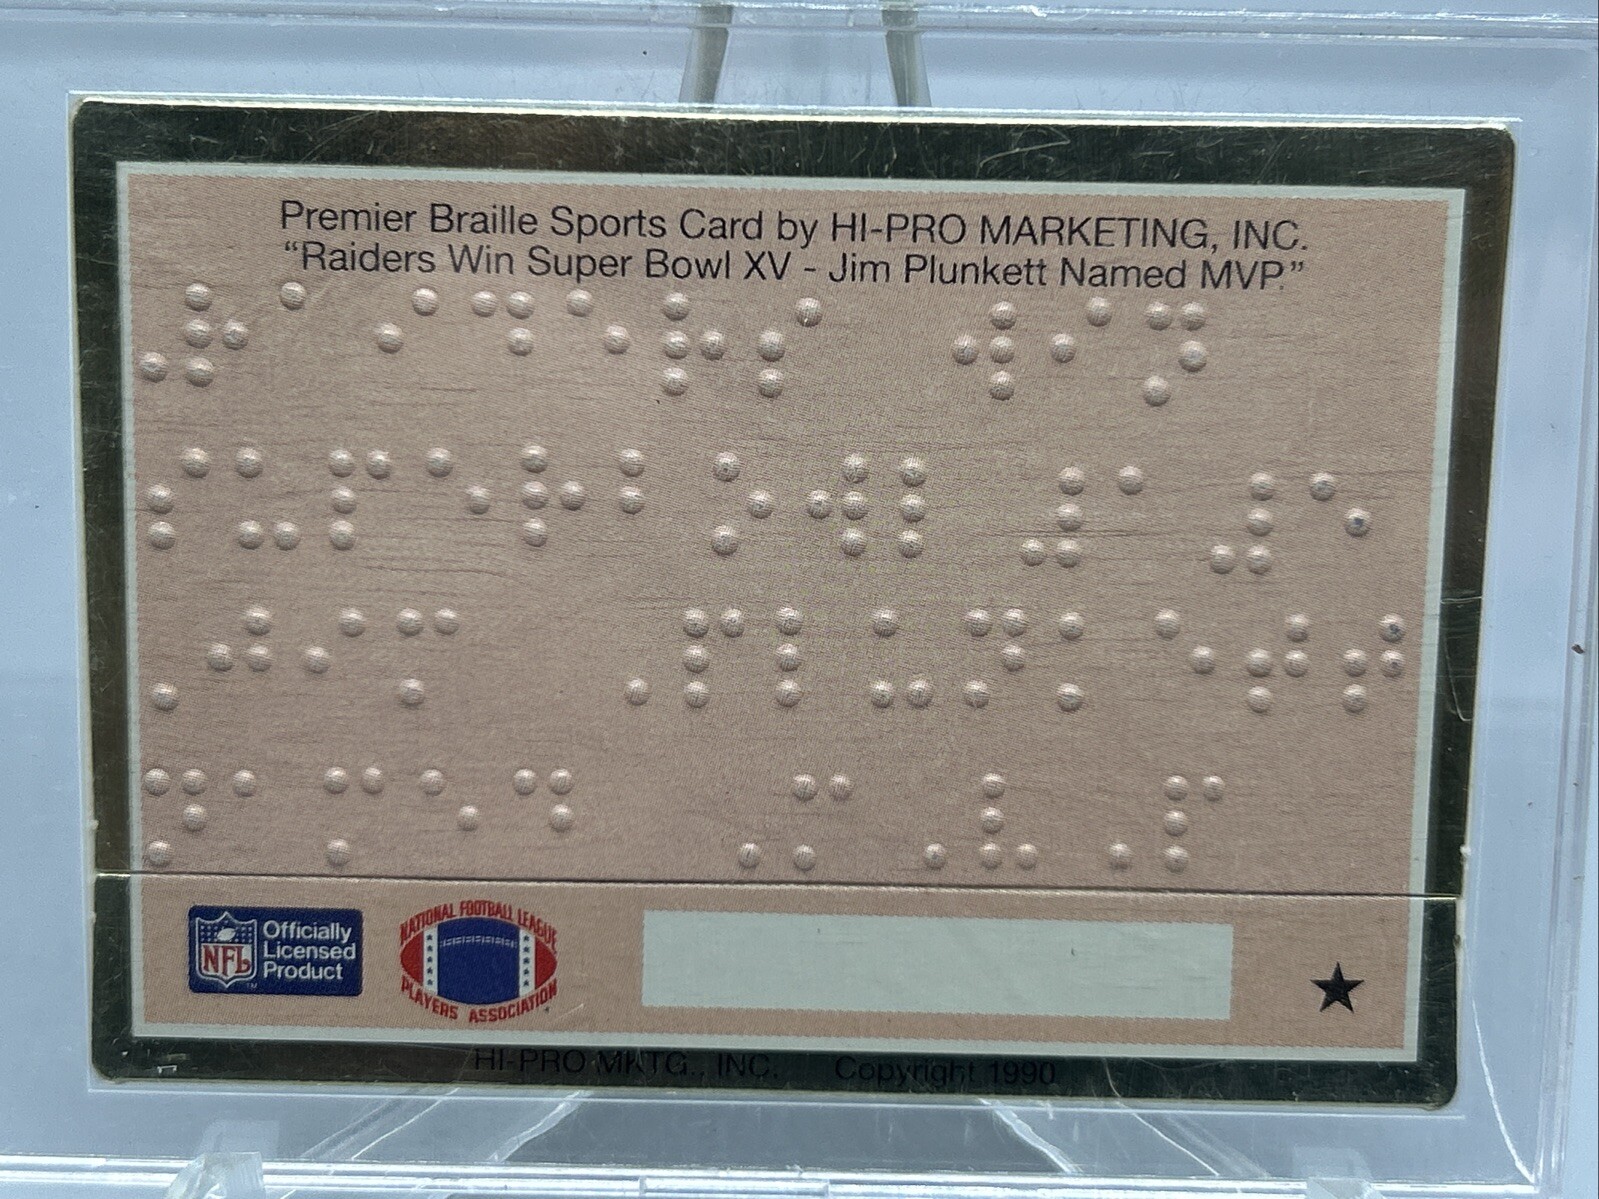 Premier Braille Sports Card by HI-PRO MARKETING, INC.
“Raiders Win Super Bowl XV - Jim Plunkett Named MVP.”
⠠⠗⠁⠊⠙⠑⠗⠎ ⠺⠊⠝
⠎⠥⠏⠑⠗⠃⠕⠺⠇⠼⠁⠼⠑
⠠⠚⠊⠍ ⠠⠏⠇⠥⠝⠅⠑⠞⠞
⠝⠁⠍⠑⠙ ⠠⠍⠠⠧⠠⠏
NFL
Officially
Licensed
Product
TM
NATIONAL FOOTBALL LEAGUE
PLAYERS ASSOCIATION
HI-PRO MKTG., INC. Copyright 1990